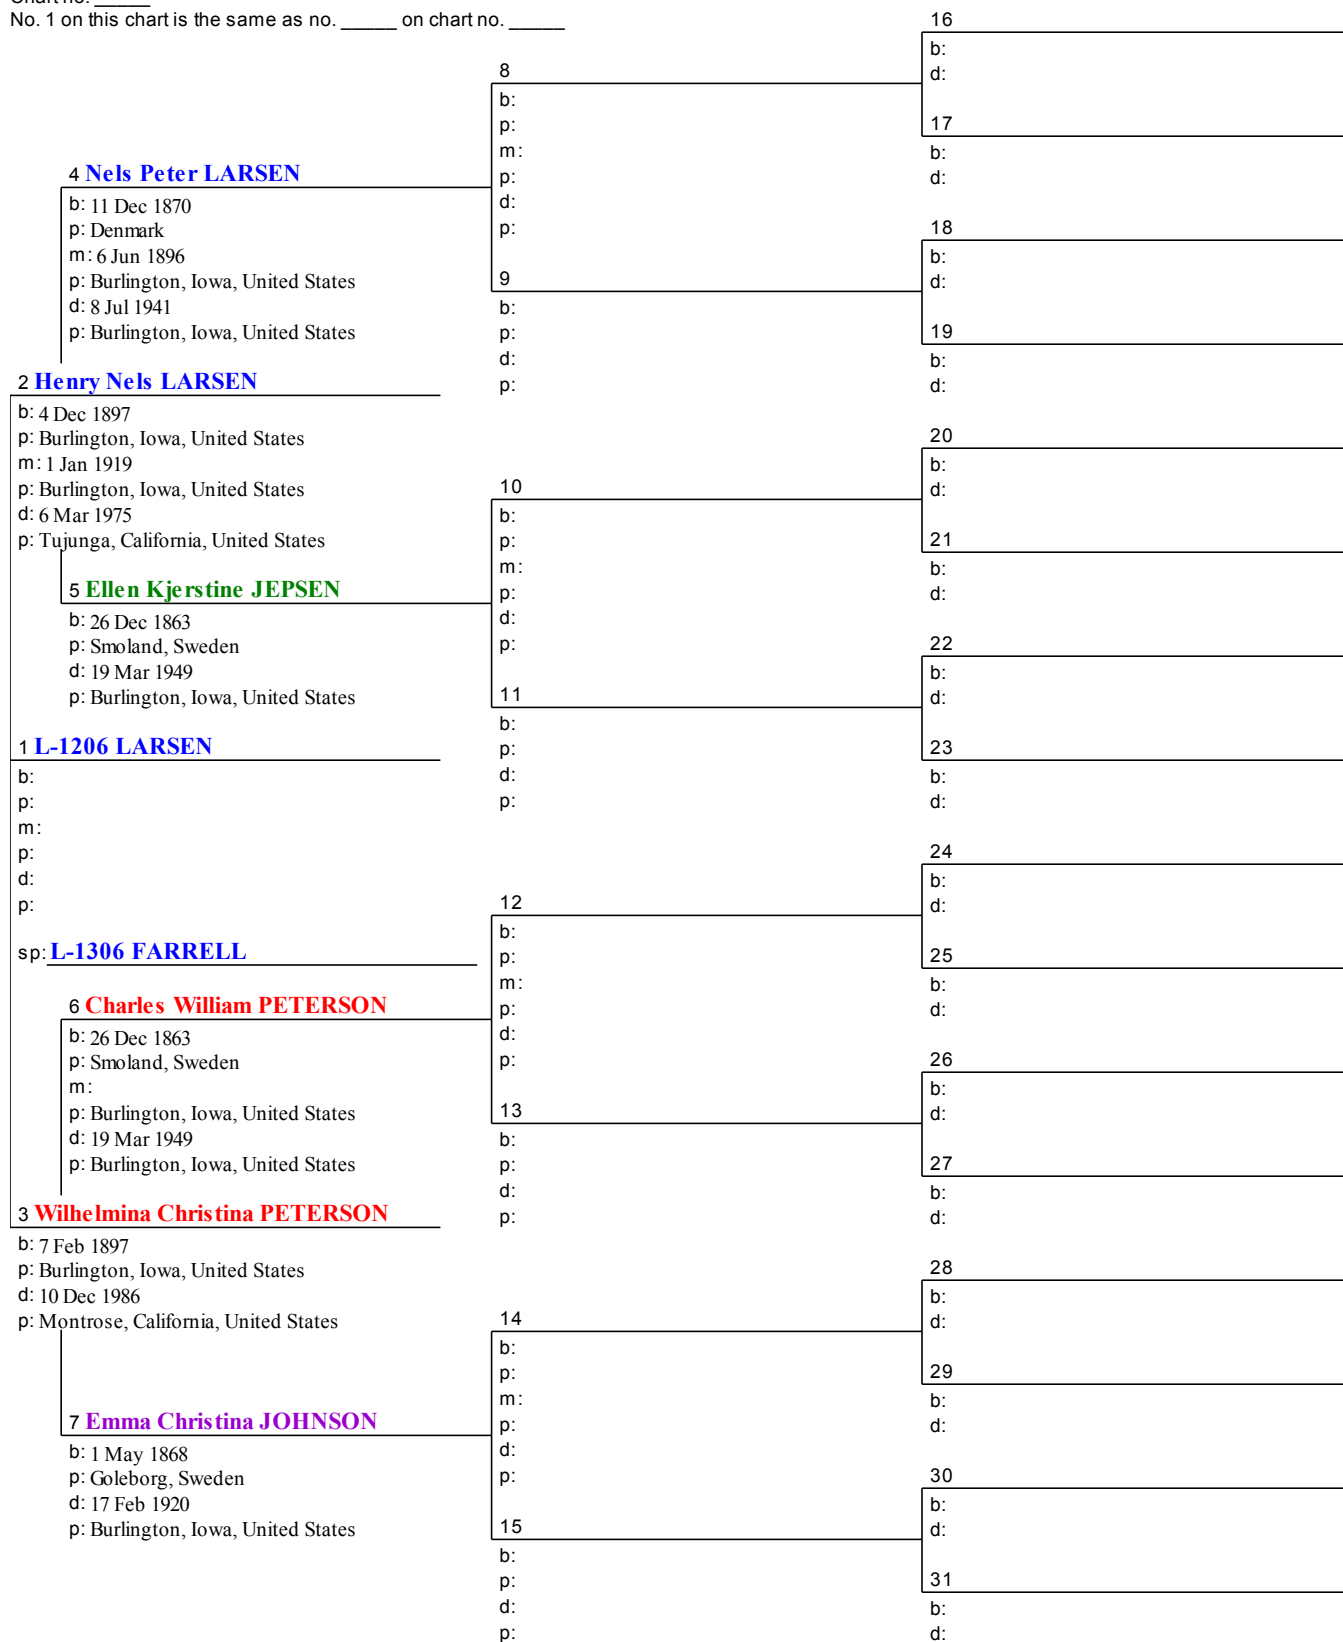 Chart no. _____
No. 1 on this chart is the same as no. _____ on chart no. _____
16
b:
d:
8
b:
p:
m:
p:
d:
p:
17
b:
d:
4 Nels Peter LARSEN
b: 11 Dec 1870
p: Denmark
m: 6 Jun 1896
p: Burlington, Iowa, United States
d: 8 Jul 1941
p: Burlington, Iowa, United States
18
b:
d:
9
b:
p:
d:
p:
19
b:
d:
2 Henry Nels LARSEN
b: 4 Dec 1897
p: Burlington, Iowa, United States
m: 1 Jan 1919
p: Burlington, Iowa, United States
d: 6 Mar 1975
p: Tujunga, California, United States
20
b:
d:
10
b:
p:
m:
p:
d:
p:
21
b:
d:
5 Ellen Kjerstine JEPSEN
b: 26 Dec 1863
p: Smoland, Sweden
d: 19 Mar 1949
p: Burlington, Iowa, United States
22
b:
d:
11
b:
p:
d:
p:
23
b:
d:
1 L-1206 LARSEN
b:
p:
m:
p:
d:
p:
sp: L-1306 FARRELL
24
b:
d:
12
b:
p:
m:
p:
d:
p:
25
b:
d:
6 Charles William PETERSON
b: 26 Dec 1863
p: Smoland, Sweden
m:
p: Burlington, Iowa, United States
d: 19 Mar 1949
p: Burlington, Iowa, United States
26
b:
d:
13
b:
p:
d:
p:
27
b:
d:
3 Wilhelmina Christina PETERSON
b: 7 Feb 1897
p: Burlington, Iowa, United States
d: 10 Dec 1986
p: Montrose, California, United States
28
b:
d:
14
b:
p:
m:
p:
d:
p:
29
b:
d:
7 Emma Christina JOHNSON
b: 1 May 1868
p: Goleborg, Sweden
d: 17 Feb 1920
p: Burlington, Iowa, United States
30
b:
d:
15
b:
p:
d:
p:
31
b:
d: